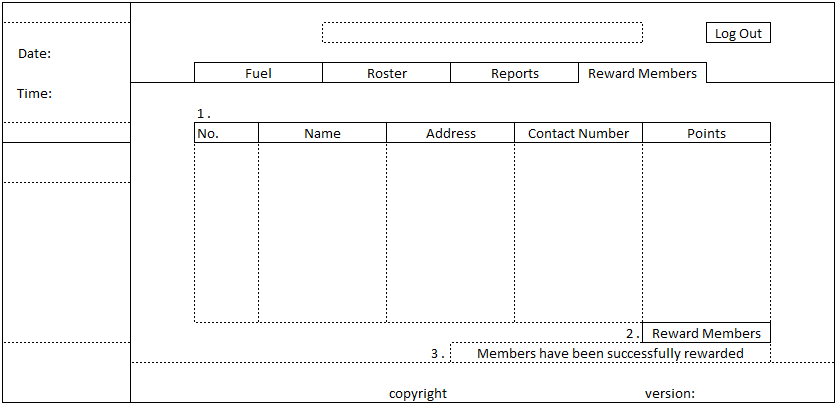 Log Out
Date:
Fuel Roster Reports Reward Members
Time:
1.
No. Name Address Contact Number Points
2. Reward Members
3. Members have been successfully rewarded
copyright version: